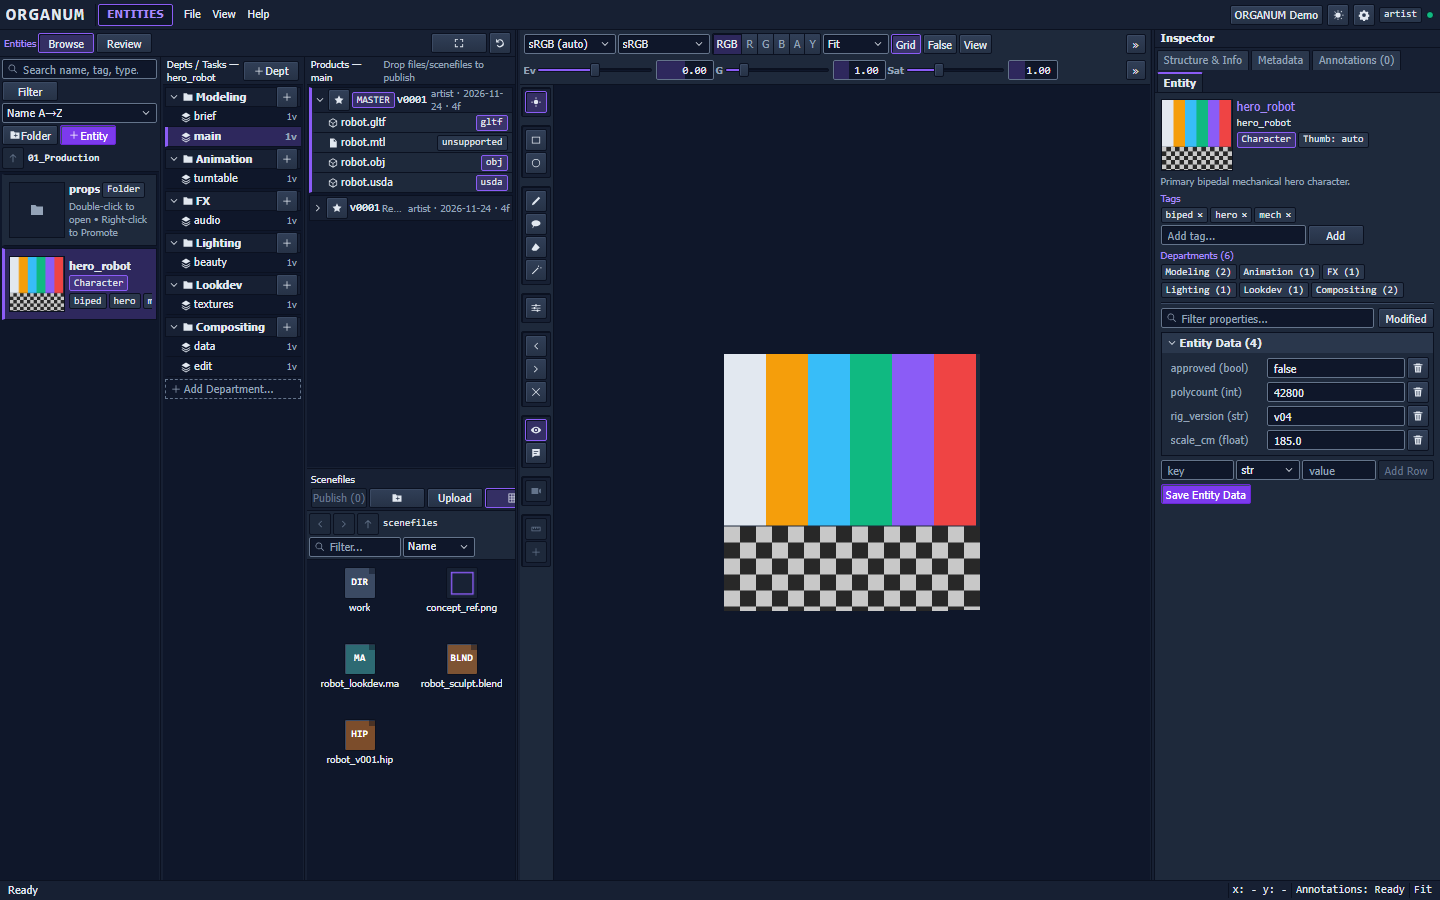 ORGANUM ENTITIES File View Help ORGANUM Demo artist
Entities Browse Review
Search name, tag, type.
Filter
Name A→Z
Folder + Entity
01_Production
props Folder
Double-click to
open • Right-click
to Promote
hero_robot
Character
biped hero
Depts / Tasks —
hero_robot
+ Dept
Modeling
brief 1v
main 1v
Animation
turntable 1v
FX
audio 1v
Lighting
beauty 1v
Lookdev
textures 1v
Compositing
data 1v
edit 1v
+ Add Department...
Products —
main
Drop files/scenefiles to
publish
MASTER v0001 artist · 2026-11-
24 · 4f
robot.gltf gltf
robot.mtl unsupported
robot.obj obj
robot.usda usda
v0001 Re... artist · 2026-11-24 · 4f
Scenefiles
Publish (0) Upload
scenefiles
Filter... Name
DIR
work
concept_ref.png
MA
robot_lookdev.ma
BLND
robot_sculpt.blend
HIP
robot_v001.hip
sRGB (auto) sRGB RGB R G B A Y Fit Grid False View »
Ev 0.00 G 1.00 Sat 1.00 »
Inspector
Structure & Info Metadata Annotations (0)
Entity
hero_robot
hero_robot
Character Thumb: auto
Primary bipedal mechanical hero character.
Tags
biped × hero × mech ×
Add tag... Add
Departments (6)
Modeling (2) Animation (1) FX (1)
Lighting (1) Lookdev (1) Compositing (2)
Filter properties... Modified
Entity Data (4)
approved (bool) false
polycount (int) 42800
rig_version (str) v04
scale_cm (float) 185.0
key str value Add Row
Save Entity Data
Ready x: - y: - Annotations: Ready Fit